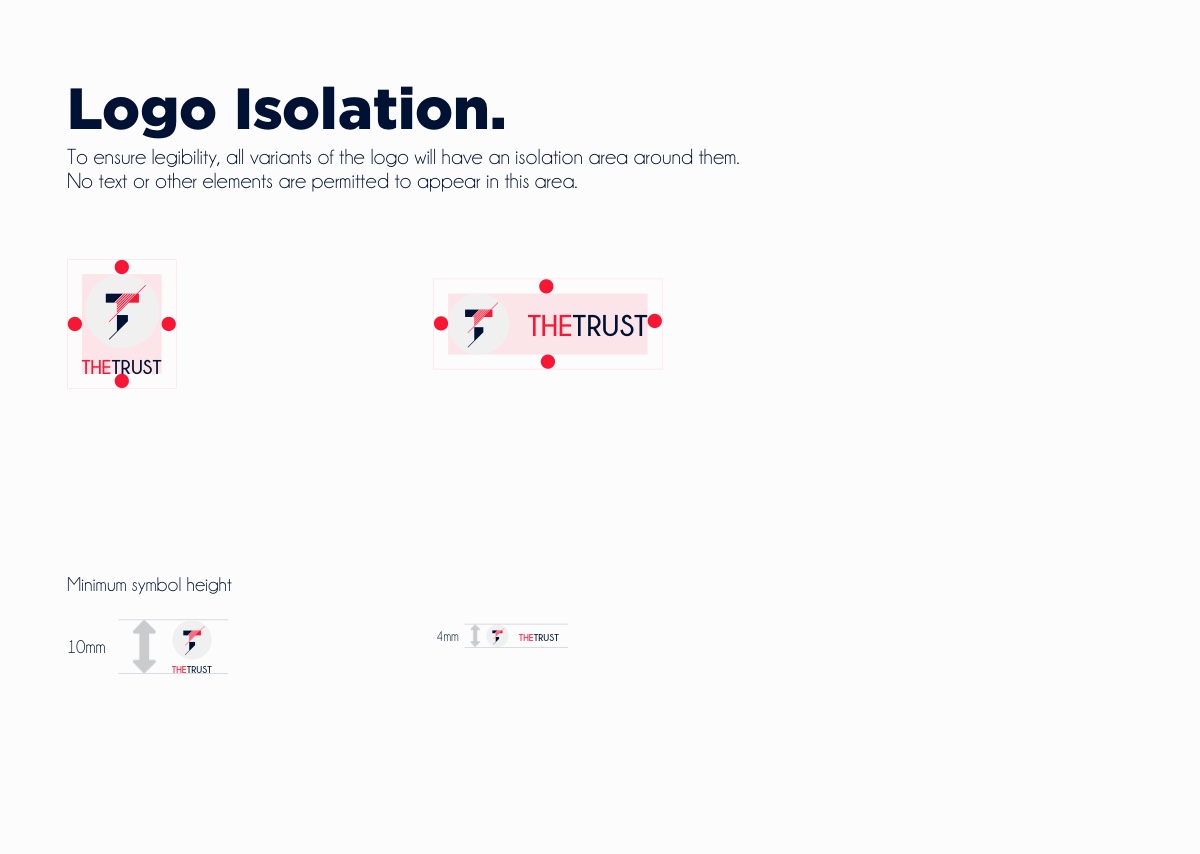 Logo Isolation.
To ensure legibility, all variants of the logo will have an isolation area around them.
No text or other elements are permitted to appear in this area.
THETRUST
THETRUST
Minimum symbol height
10mm
THETRUST
4mm
THETRUST